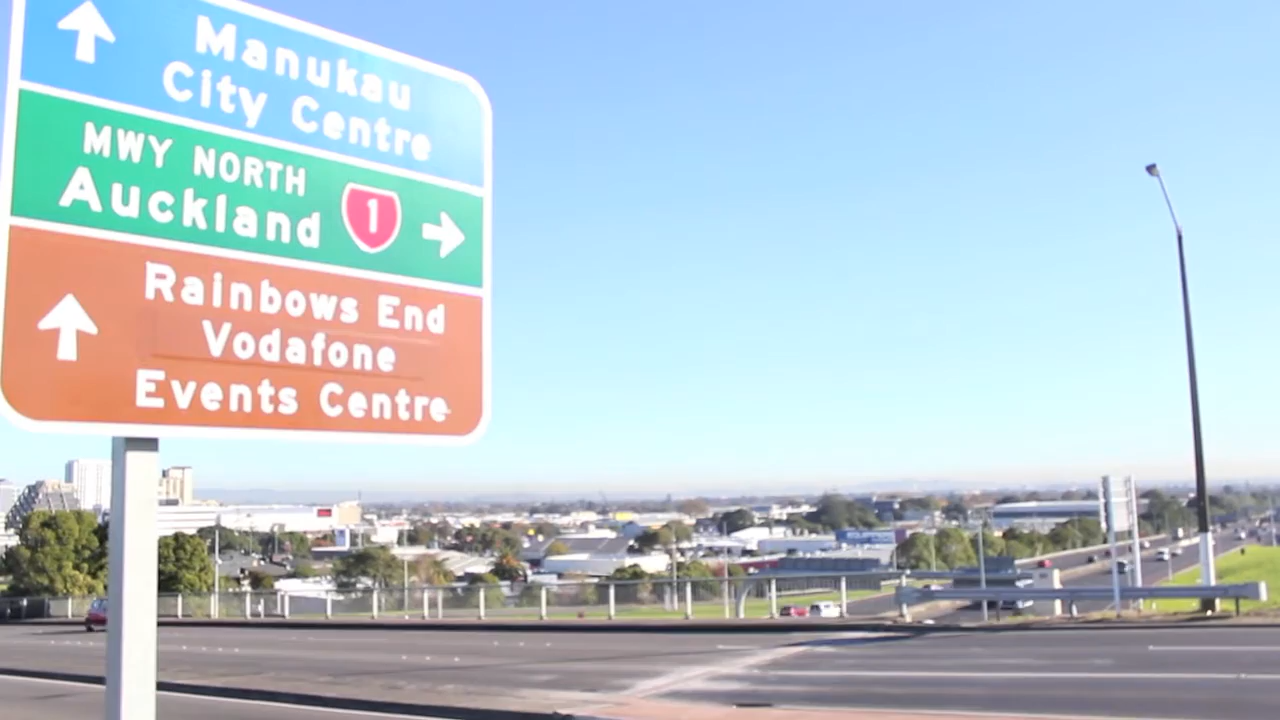 Manukau
City Centre
MWY NORTH
Auckland
1
Rainbows End
Vodafone
Events Centre